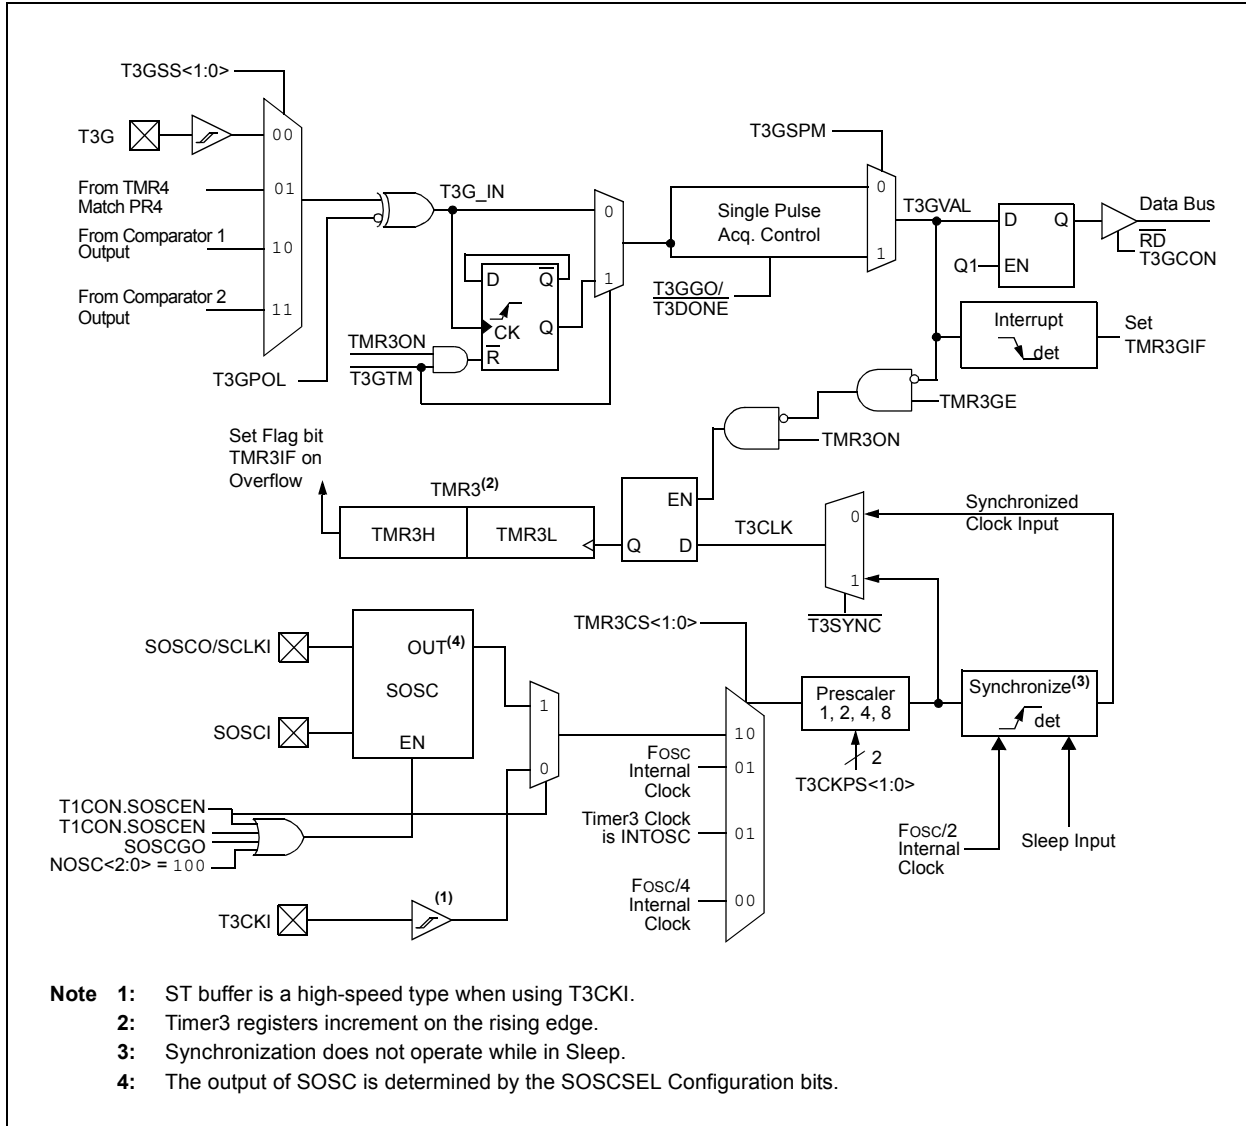 T3GSS<1:0>
T3G
00
From TMR4
Match PR4
01
From Comparator 1
Output
10
From Comparator 2
Output
11
T3GPOL
T3G_IN
0
1
D
Q
CK
Q
R
TMR3ON
T3GTM
T3GSPM
Single Pulse
Acq. Control
T3GGO/
T3DONE
0
1
T3GVAL
D
Q
Q1
EN
Data Bus
RD
T3GCON
Interrupt
det
Set
TMR3GIF
TMR3GE
TMR3ON
Set Flag bit
TMR3IF on
Overflow
TMR3(2)
TMR3H
TMR3L
EN
Q
D
T3CLK
0
1
T3SYNC
Synchronized
Clock Input
SOSCO/SCLKI
OUT(4)
SOSC
SOSCI
EN
1
0
T1CON.SOSCEN
T1CON.SOSCEN
SOSCGO
NOSC<2:0> = 100
T3CKI
(1)
TMR3CS<1:0>
10
FOSC
Internal
Clock
01
Timer3 Clock
is INTOSC
01
FOSC/4
Internal
Clock
00
Prescaler
1, 2, 4, 8
2
T3CKPS<1:0>
Synchronize(3)
det
FOSC/2
Internal
Clock
Sleep Input
Note 1: ST buffer is a high-speed type when using T3CKI.
2: Timer3 registers increment on the rising edge.
3: Synchronization does not operate while in Sleep.
4: The output of SOSC is determined by the SOSCSEL Configuration bits.